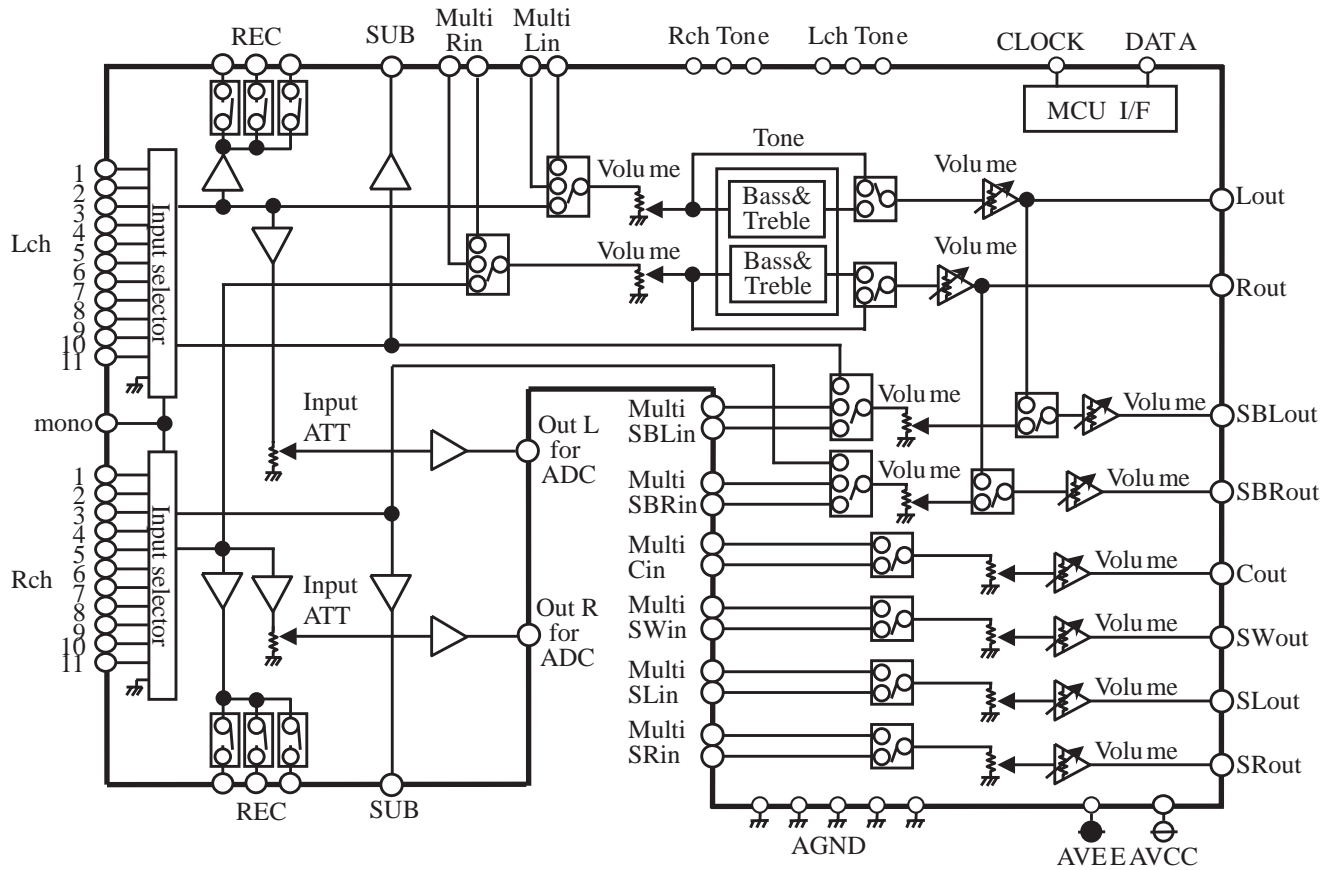 REC
SUB
Multi
Rin
Multi
Lin
Rch Tone
Lch Tone
CLOCK
DATA
MCU I/F
Tone
Volume
Bass&
Treble
Volume
Lout
Volume
Bass&
Treble
Volume
Rout
Lch
1
2
3
4
5
6
7
8
9
10
11
Input selector
mono
Input
ATT
Out L
for
ADC
Multi
SBLin
Volume
Volume
SBLout
Multi
SBRin
Volume
Volume
SBRout
Rch
1
2
3
4
5
6
7
8
9
10
11
Input selector
Input
ATT
Out R
for
ADC
Multi
Cin
Volume
Cout
Multi
SWin
Volume
SWout
Multi
SLin
Volume
SLout
Multi
SRin
Volume
SRout
REC
SUB
AGND
AVEE AVCC